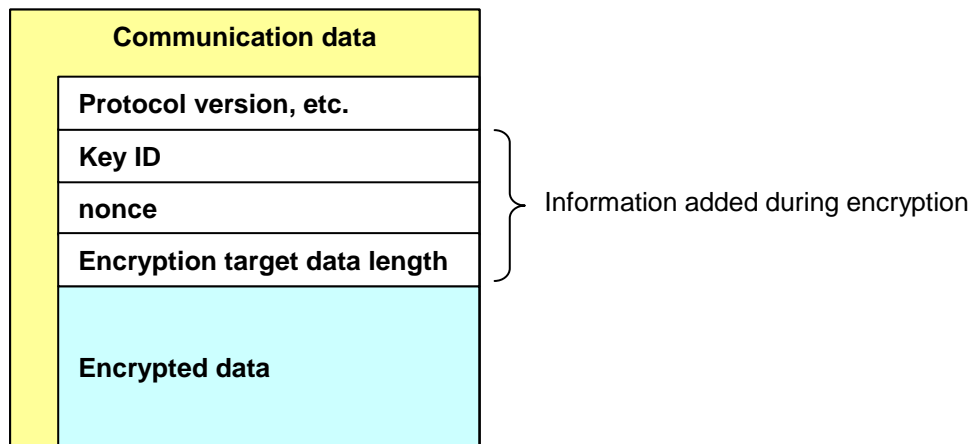 Communication data
Protocol version, etc.
Key ID
nonce
Encryption target data length
Information added during encryption
Encrypted data